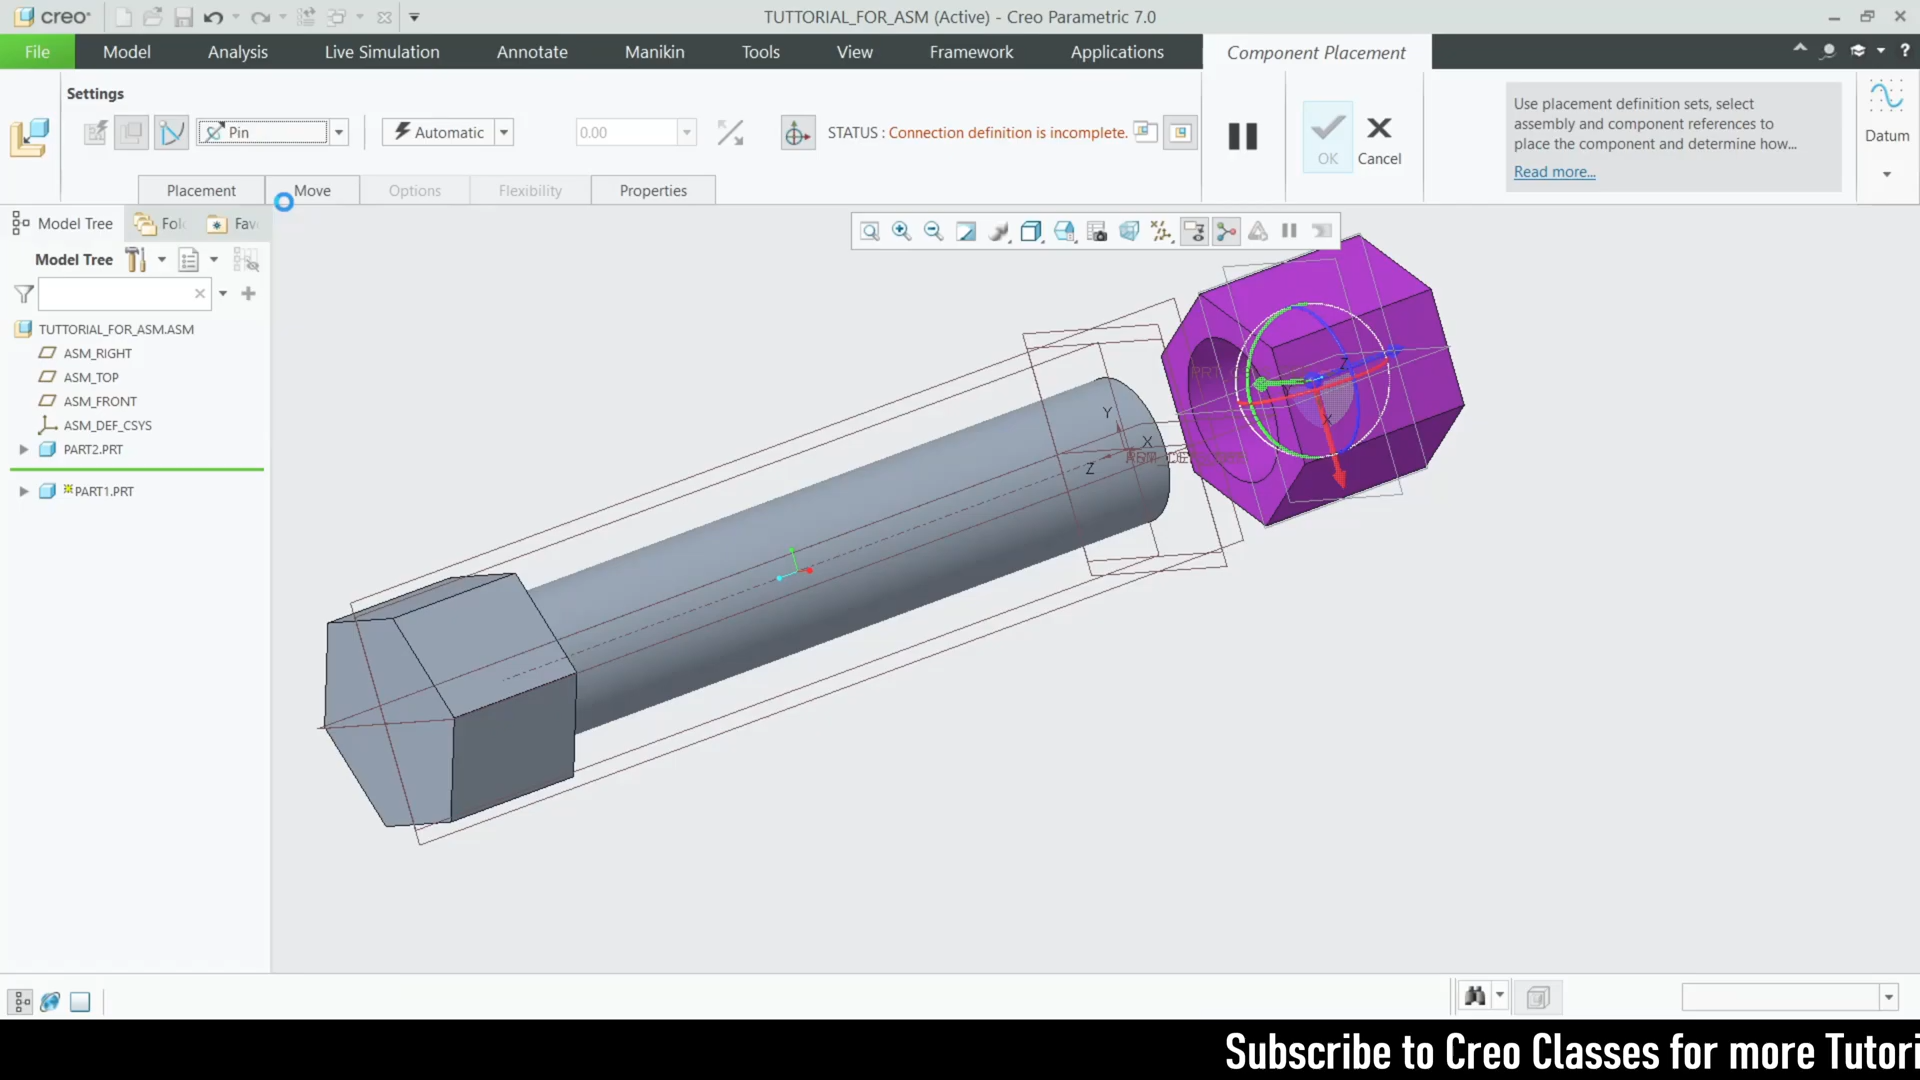 creo
TUTTORIAL_FOR_ASM (Active) - Creo Parametric 7.0
File
Model
Analysis
Live Simulation
Annotate
Manikin
Tools
View
Framework
Applications
Component Placement
?
Settings
Pin
Automatic
0.00
STATUS : Connection definition is incomplete.
OK
Cancel
Use placement definition sets, select
assembly and component references to
place the component and determine how...
Read more...
Datum
Placement
Move
Options
Flexibility
Properties
Model Tree
Fol
Fav
Model Tree
TUTTORIAL_FOR_ASM.ASM
ASM_RIGHT
ASM_TOP
ASM_FRONT
ASM_DEF_CSYS
PART2.PRT
PART1.PRT
Y
X
Z
Z
X
Subscribe to Creo Classes for more Tutori